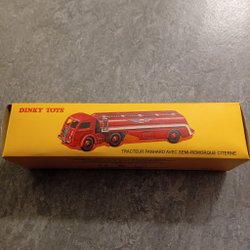 DINKY TOYS
TRACTEUR PANHARD AVEC SEMI-REMORQUE CITERNE